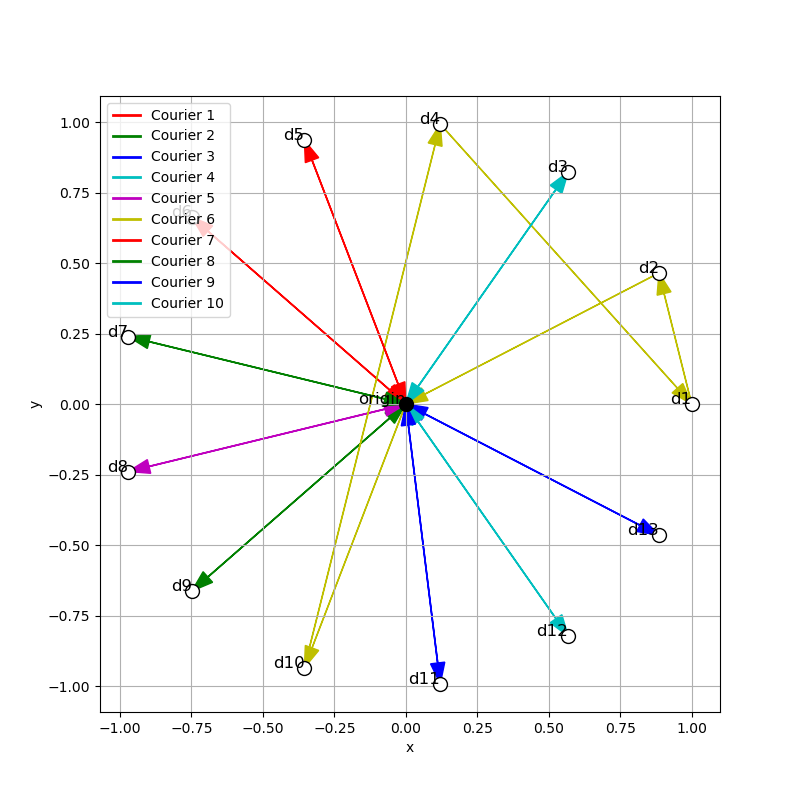 Courier 1
Courier 2
Courier 3
Courier 4
Courier 5
Courier 6
Courier 7
Courier 8
Courier 9
Courier 10
d4
d5
d3
d6
d2
d7
origin
d1
d8
d13
d9
d12
d10
d11
1.00
0.75
0.50
0.25
0.00
−0.25
−0.50
−0.75
−1.00
y
−1.00 −0.75 −0.50 −0.25 0.00 0.25 0.50 0.75 1.00
x